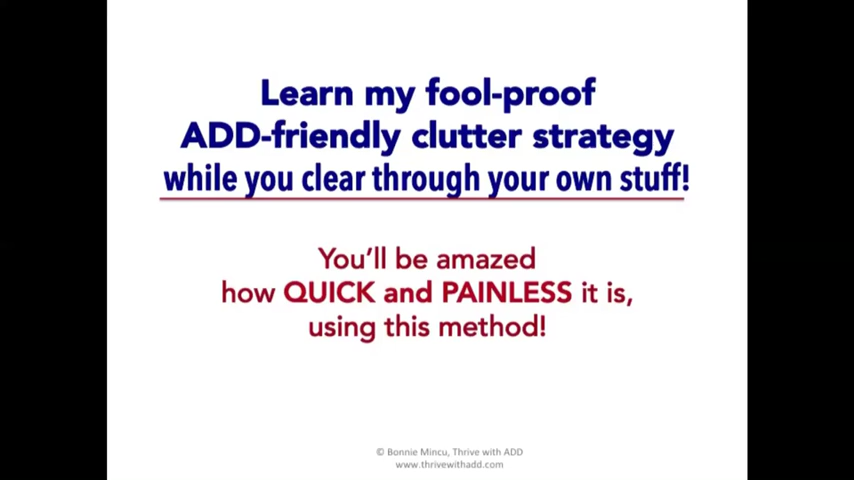 Learn my fool-proof
ADD-friendly clutter strategy
while you clear through your own stuff!
You'll be amazed
how QUICK and PAINLESS it is,
using this method!
© Bonnie Mincu, Thrive with ADD
www.thrivewithadd.com